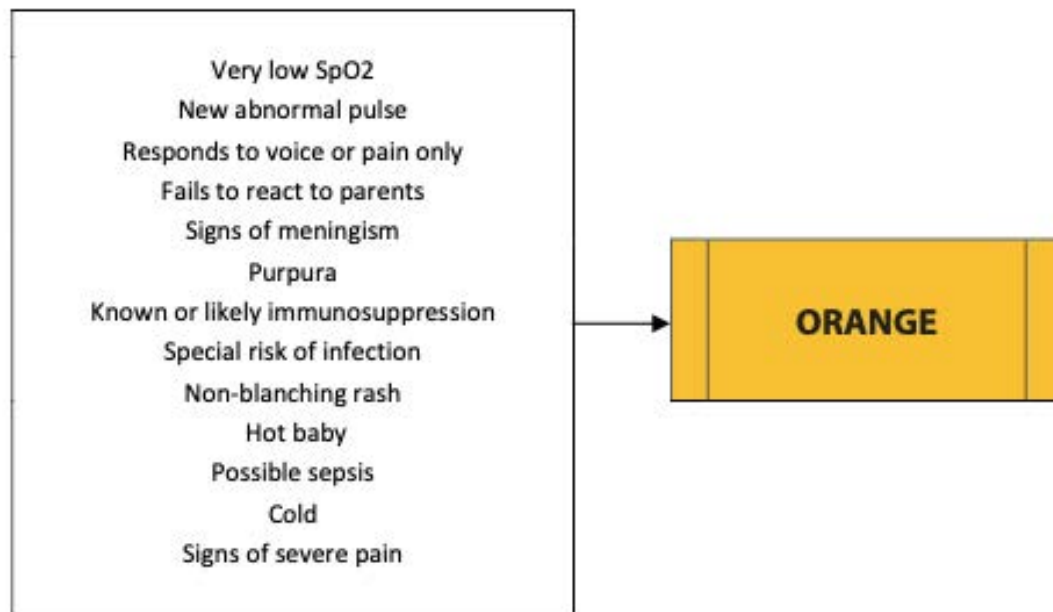 Very low SpO2
New abnormal pulse
Responds to voice or pain only
Fails to react to parents
Signs of meningism
Purpura
Known or likely immunosuppression
Special risk of infection
Non-blanching rash
Hot baby
Possible sepsis
Cold
Signs of severe pain
ORANGE